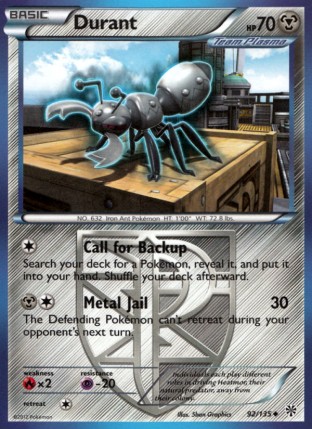 BASIC
Durant
HP70
Team Plasma
NO. 632 Iron Ant Pokémon HT. 1'00" WT. 72.8 lbs.
Call for Backup
Search your deck for a Pokémon, reveal it, and put it
into your hand. Shuffle your deck afterward.
Metal Jail 30
The Defending Pokémon can't retreat during your
opponent's next turn.
weakness
×2
resistance
-20
retreat
Individuals each play different
roles in driving Heatmor, their
natural predator, away from
their colony.
Illus. Shin Graphics
92/135
©2012 Pokémon